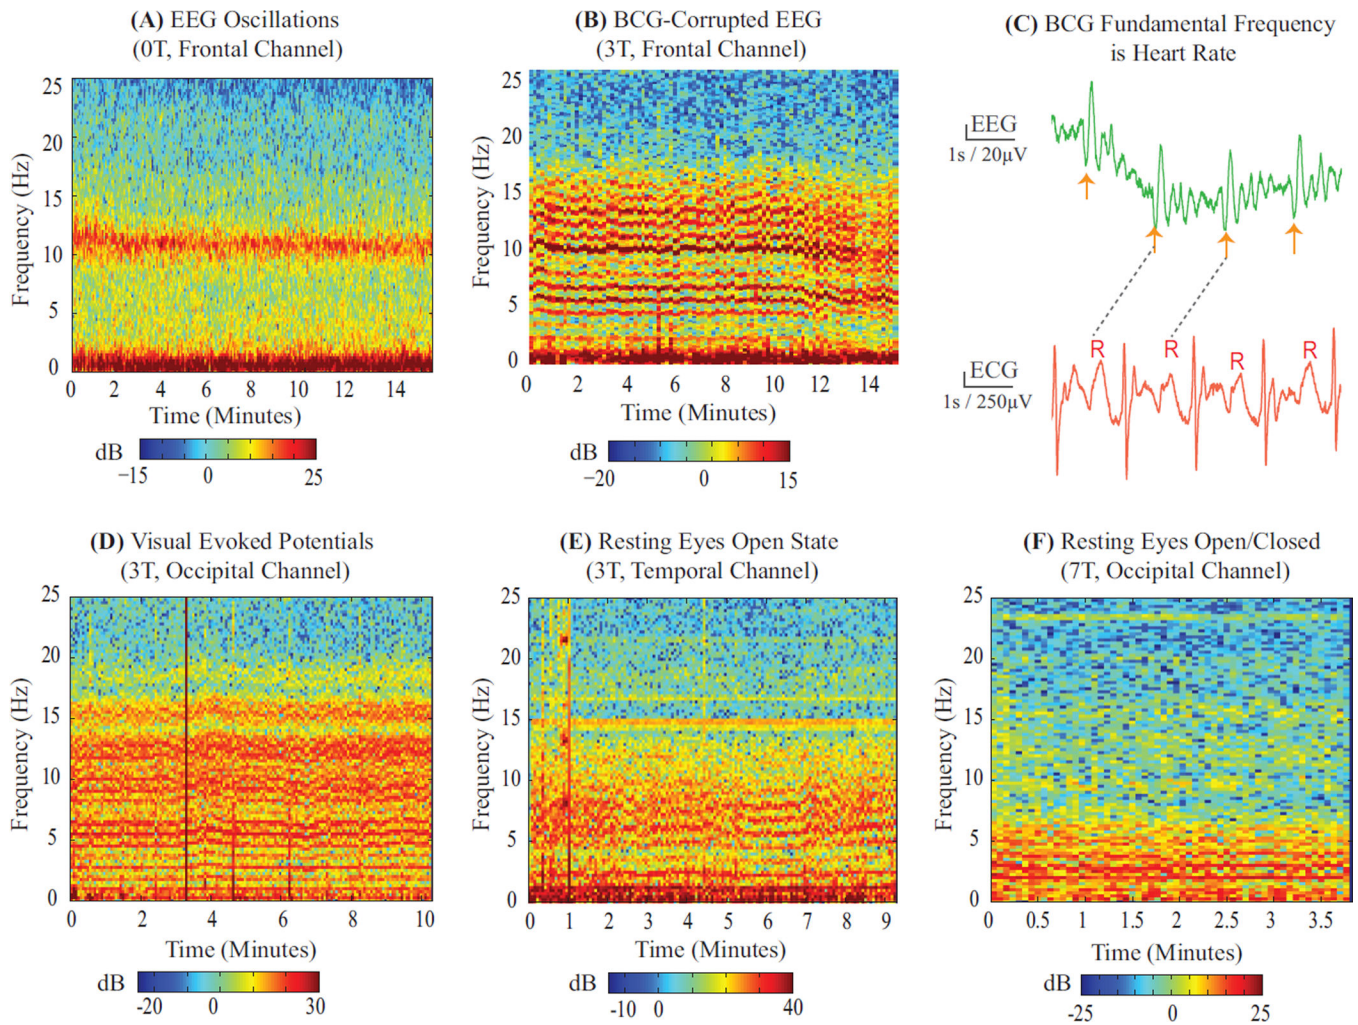 (A) EEG Oscillations
(0T, Frontal Channel)
Frequency (Hz)
25
20
15
10
5
0
0 2 4 6 8 10 12 14
Time (Minutes)
dB
−15 0 25
(B) BCG-Corrupted EEG
(3T, Frontal Channel)
Frequency (Hz)
25
20
15
10
5
0
0 2 4 6 8 10 12 14
Time (Minutes)
dB
-20 0 15
(C) BCG Fundamental Frequency
is Heart Rate
EEG
1s / 20μV
R R R R
ECG
1s / 250μV
(D) Visual Evoked Potentials
(3T, Occipital Channel)
Frequency (Hz)
25
20
15
10
5
0
0 2 4 6 8 10
Time (Minutes)
dB
-20 0 30
(E) Resting Eyes Open State
(3T, Temporal Channel)
Frequency (Hz)
25
20
15
10
5
0
0 1 2 3 4 5 6 7 8 9
Time (Minutes)
dB
-10 0 40
(F) Resting Eyes Open/Closed
(7T, Occipital Channel)
Frequency (Hz)
25
20
15
10
5
0
0 0.5 1 1.5 2 2.5 3 3.5
Time (Minutes)
dB
-25 0 25